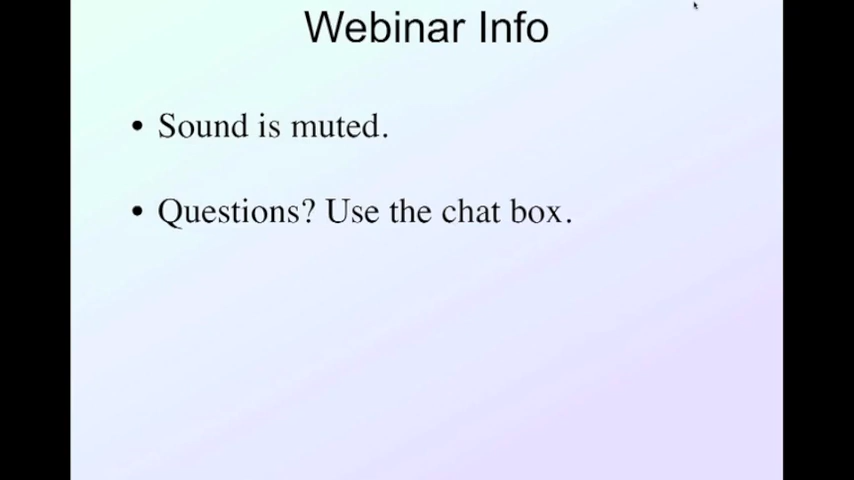 Webinar Info
• Sound is muted.
• Questions? Use the chat box.